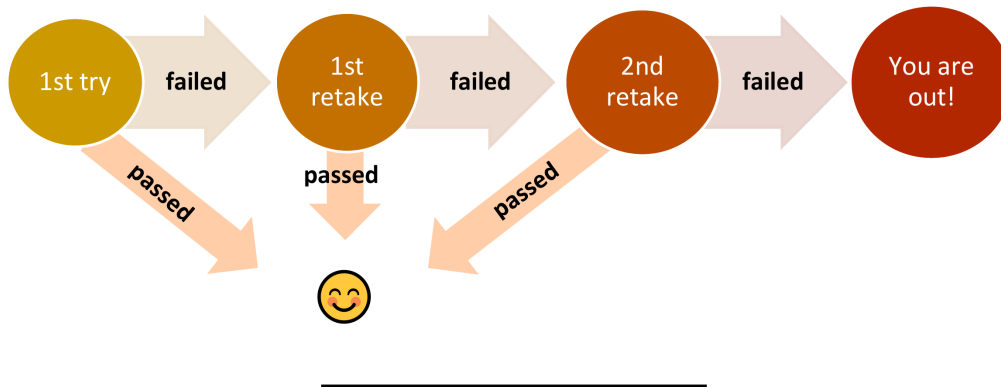 1st try
failed
1st
retake
failed
2nd
retake
failed
You are
out!
passed
passed
passed